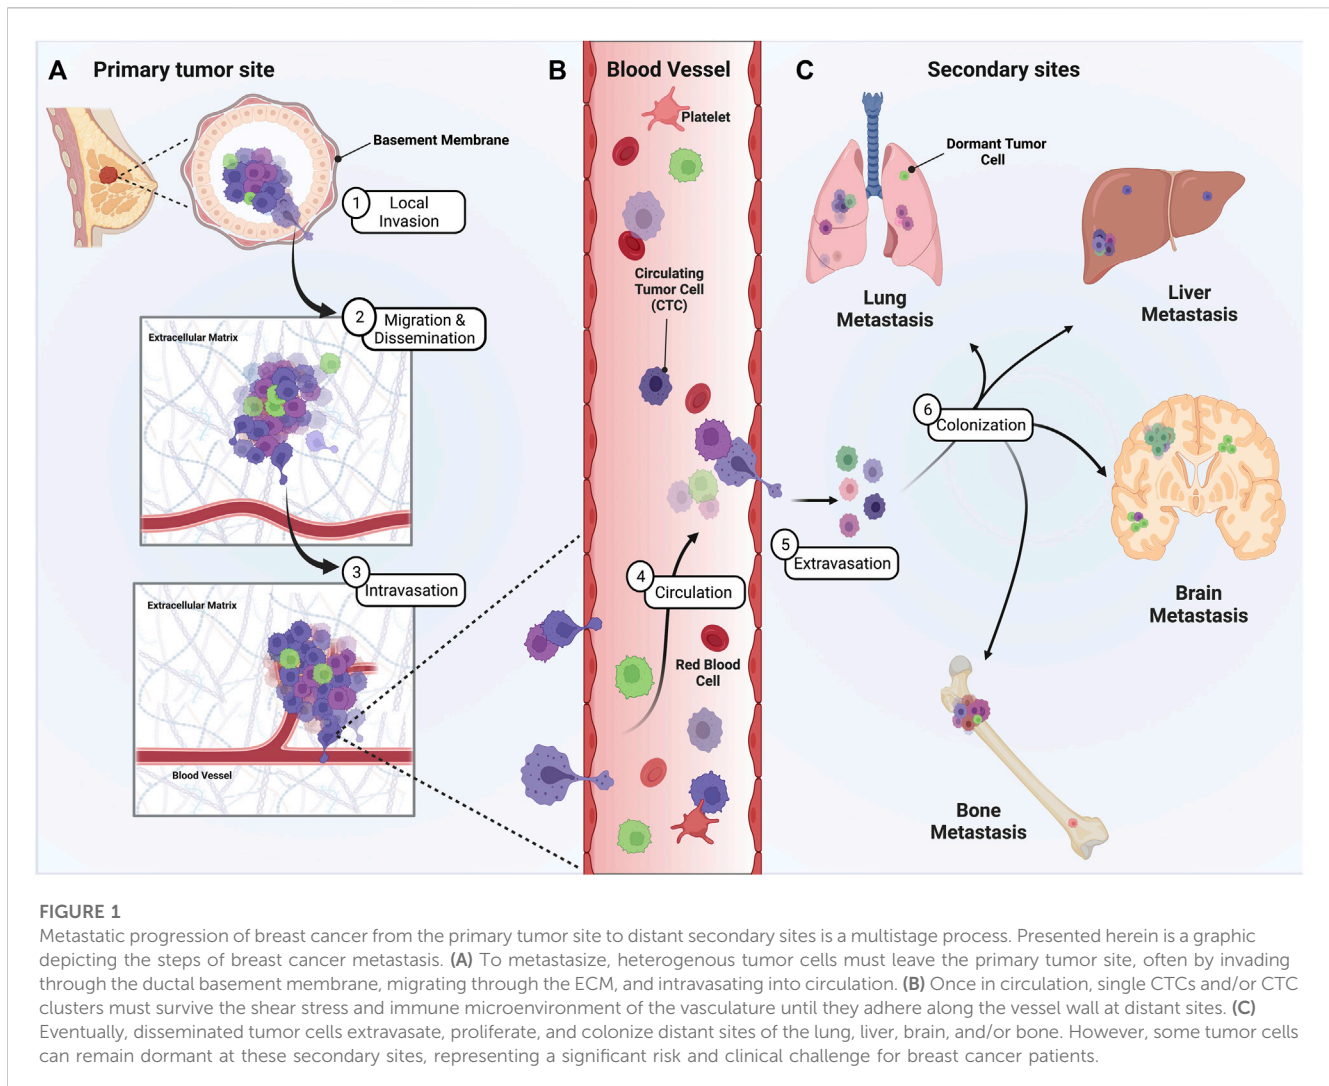 A Primary tumor site
Basement Membrane
1 Local
Invasion
2 Migration &
Dissemination
Extracellular Matrix
3 Intravasation
Extracellular Matrix
Blood Vessel
B Blood Vessel
Platelet
Circulating
Tumor Cell
(CTC)
4 Circulation
Red Blood
Cell
5 Extravasation
C Secondary sites
Dormant Tumor
Cell
Lung
Metastasis
Liver
Metastasis
6 Colonization
Brain
Metastasis
Bone
Metastasis
FIGURE 1
Metastatic progression of breast cancer from the primary tumor site to distant secondary sites is a multistage process. Presented herein is a graphic
depicting the steps of breast cancer metastasis. (A) To metastasize, heterogenous tumor cells must leave the primary tumor site, often by invading
through the ductal basement membrane, migrating through the ECM, and intravasating into circulation. (B) Once in circulation, single CTCs and/or CTC
clusters must survive the shear stress and immune microenvironment of the vasculature until they adhere along the vessel wall at distant sites. (C)
Eventually, disseminated tumor cells extravasate, proliferate, and colonize distant sites of the lung, liver, brain, and/or bone. However, some tumor cells
can remain dormant at these secondary sites, representing a significant risk and clinical challenge for breast cancer patients.